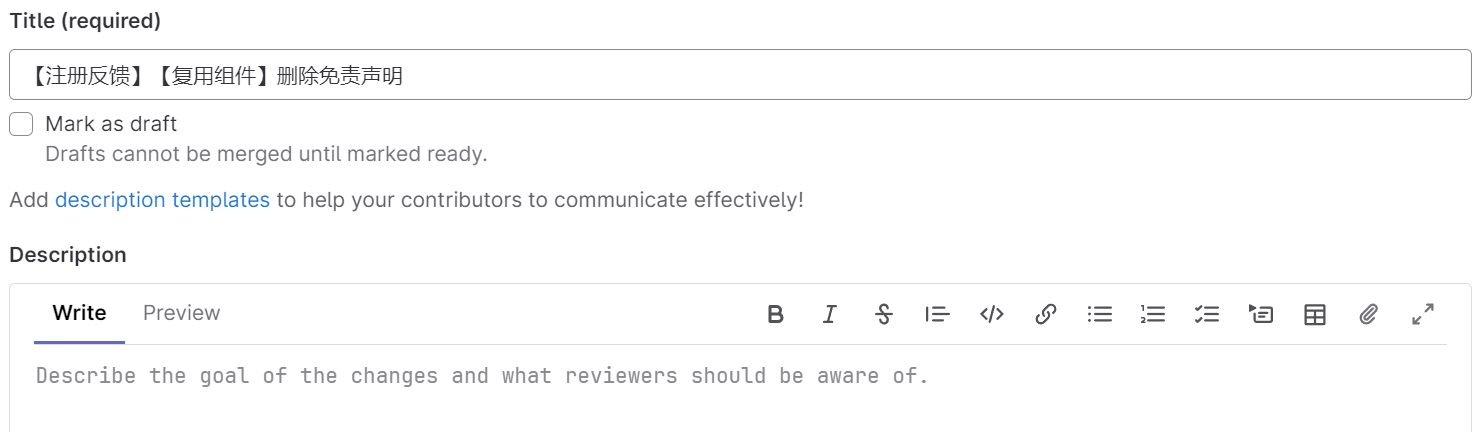 Title (required)
【注册反馈】【复用组件】删除免责声明
Mark as draft
Drafts cannot be merged until marked ready.
Add description templates to help your contributors to communicate effectively!
Description
Write Preview
Describe the goal of the changes and what reviewers should be aware of.